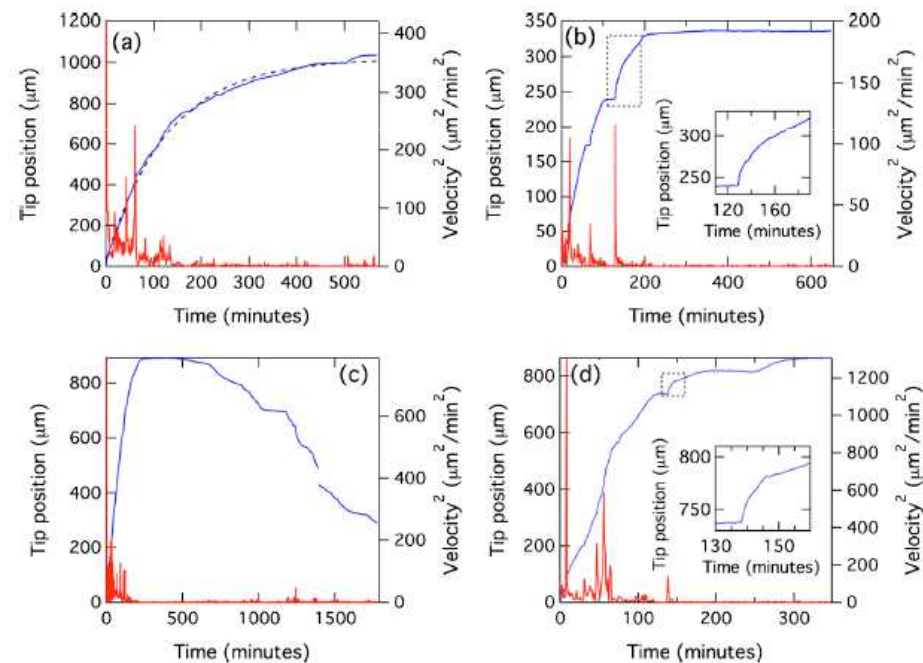 (a)
1200
1000
800
600
400
200
0
Tip position (μm)
0 100 200 300 400 500
Time (minutes)
400
300
200
100
0
Velocity² (μm²/min²)
(b)
350
300
250
200
150
100
50
0
Tip position (μm)
0 200 400 600
Time (minutes)
200
150
100
50
0
Velocity² (μm²/min²)
300
250
Tip position (μm)
120 160
Time (minutes)
(c)
800
600
400
200
0
Tip position (μm)
0 500 1000 1500
Time (minutes)
600
400
200
0
Velocity² (μm²/min²)
(d)
800
600
400
200
0
Tip position (μm)
0 100 200 300
Time (minutes)
1200
1000
800
600
400
200
0
Velocity² (μm²/min²)
800
750
Tip position (μm)
130 150
Time (minutes)